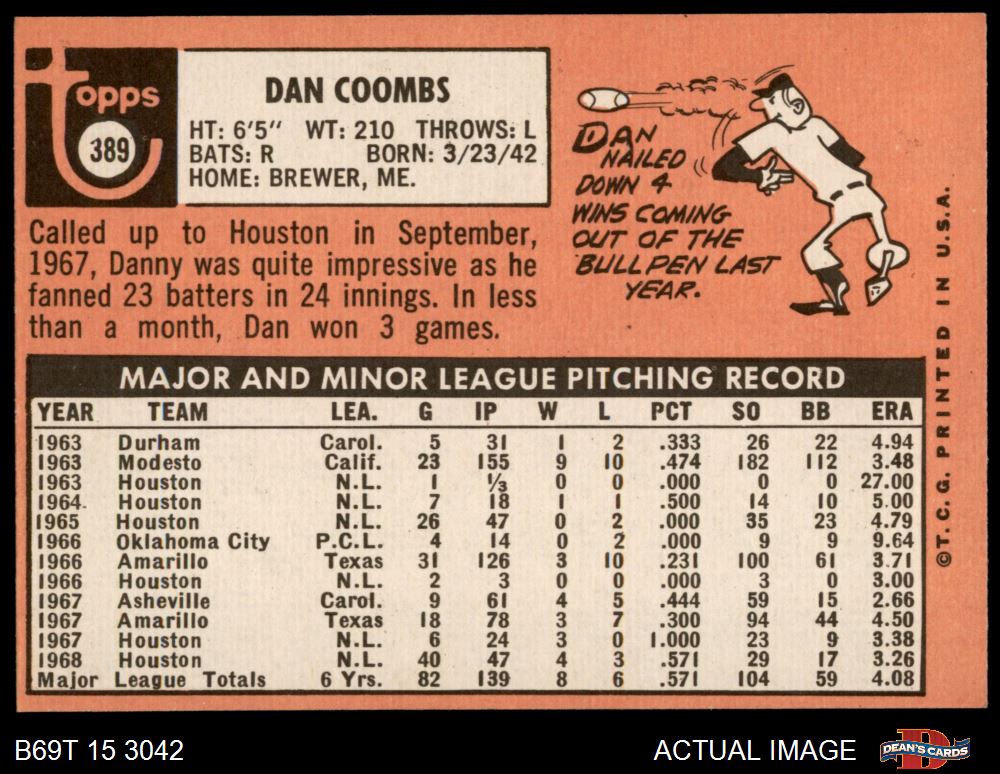 topps
389
DAN COOMBS
HT: 6'5" WT: 210 THROWS: L
BATS: R BORN: 3/23/42
HOME: BREWER, ME.
Called up to Houston in September,
1967, Danny was quite impressive as he
fanned 23 batters in 24 innings. In less
than a month, Dan won 3 games.
DAN
NAILED
DOWN 4
WINS COMING
OUT OF THE
BULLPEN LAST
YEAR.
MAJOR AND MINOR LEAGUE PITCHING RECORD
YEAR TEAM LEA. G IP W L PCT SO BB ERA
1963 Durham Carol. 5 31 1 2 .333 26 22 4.94
1963 Modesto Calif. 23 155 9 10 .474 182 112 3.48
1963 Houston N.L. 1 1/3 0 0 .000 0 0 27.00
1964 Houston N.L. 7 18 1 1 .500 14 10 5.00
1965 Houston N.L. 26 47 0 2 .000 35 23 4.79
1966 Oklahoma City P.C.L. 4 14 0 2 .000 9 9 9.64
1966 Amarillo Texas 31 126 3 10 .231 100 61 3.71
1966 Houston N.L. 2 3 0 0 .000 3 0 3.00
1967 Asheville Carol. 9 61 4 5 .444 59 15 2.66
1967 Amarillo Texas 18 78 3 7 .300 94 44 4.50
1967 Houston N.L. 6 24 3 0 1.000 23 9 3.38
1968 Houston N.L. 40 47 4 3 .571 29 17 3.26
Major League Totals 6 Yrs. 82 139 8 6 .571 104 59 4.08
©T.C.G. PRINTED IN U.S.A.
B69T 15 3042
ACTUAL IMAGE
DEAN'S CARDS